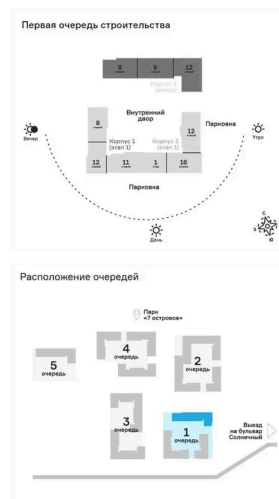 Первая очередь строительства
8
9
12
Корпус 2
(скоро)
Внутренний
двор
8
12
Парковка
Вечер
Утро
Корпус 1
(этап 1)
Корпус 3
(этап 1)
12
11
1
16
Парковка
День
С
Ю
Расположение очередей
Парк
«7 островов»
4
очередь
5
очередь
2
очередь
3
очередь
1
очередь
Выезд
на бульвар
Солнечный